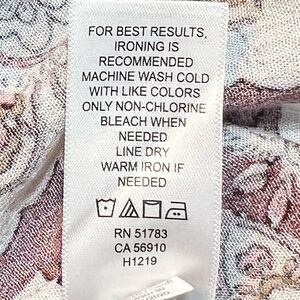 FOR BEST RESULTS,
IRONING IS
RECOMMENDED
MACHINE WASH COLD
WITH LIKE COLORS
ONLY NON-CHLORINE
BLEACH WHEN
NEEDED
LINE DRY
WARM IRON IF
NEEDED
RN 51783
CA 56910
H1219